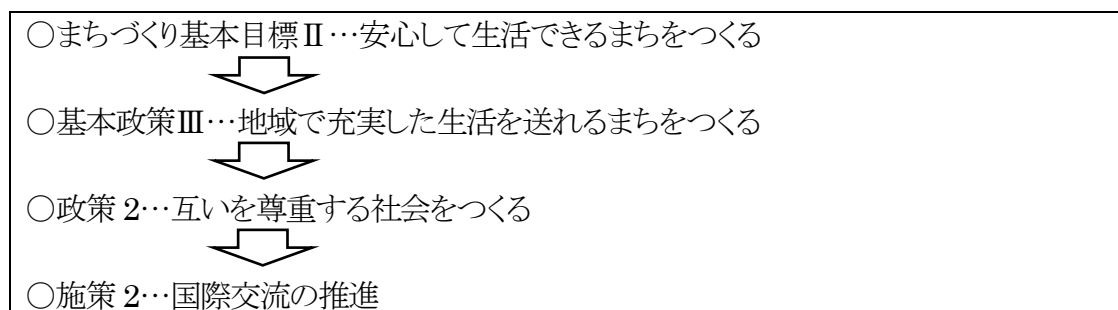 ○まちづくり基本目標Ⅱ…安心して生活できるまちをつくる
○基本政策Ⅲ…地域で充実した生活を送れるまちをつくる
○政策 2…互いを尊重する社会をつくる
○施策 2…国際交流の推進